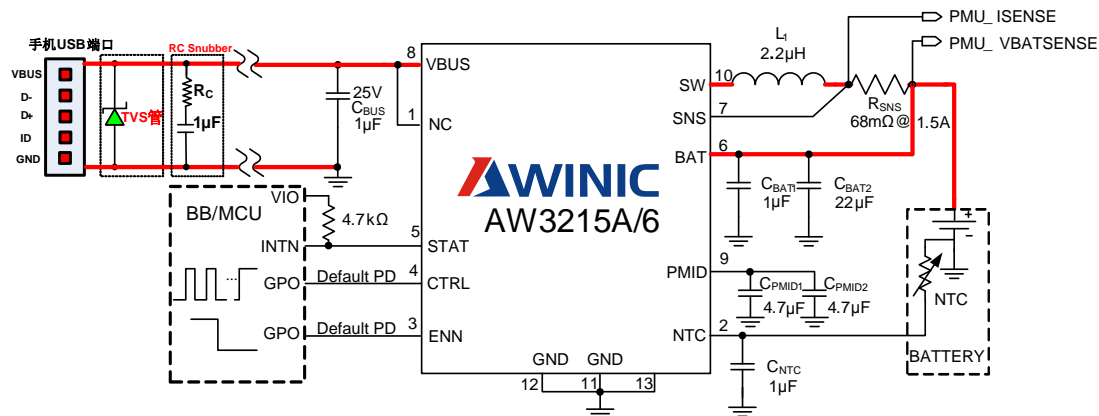 手机USB 端口
VBUS
D-
D+
ID
GND
TVS管
RC Snubber
RC
1μF
25V
CBUS
1μF
8
VBUS
1
NC
AWINIC
AW3215A/6
BB/MCU
VIO
4.7kΩ
INTN
5
STAT
GPO
Default PD
4
CTRL
GPO
Default PD
3
ENN
GND
GND
12
11
13
10
SW
L1
2.2μH
7
SNS
6
BAT
RSNS
68mΩ@
1.5A
PMU_ISENSE
PMU_ VBATSENSE
CBAT1
1μF
CBAT2
22μF
9
PMID
CPMID1
4.7μF
CPMID2
4.7μF
2
NTC
CNTC
1μF
+
-
NTC
BATTERY